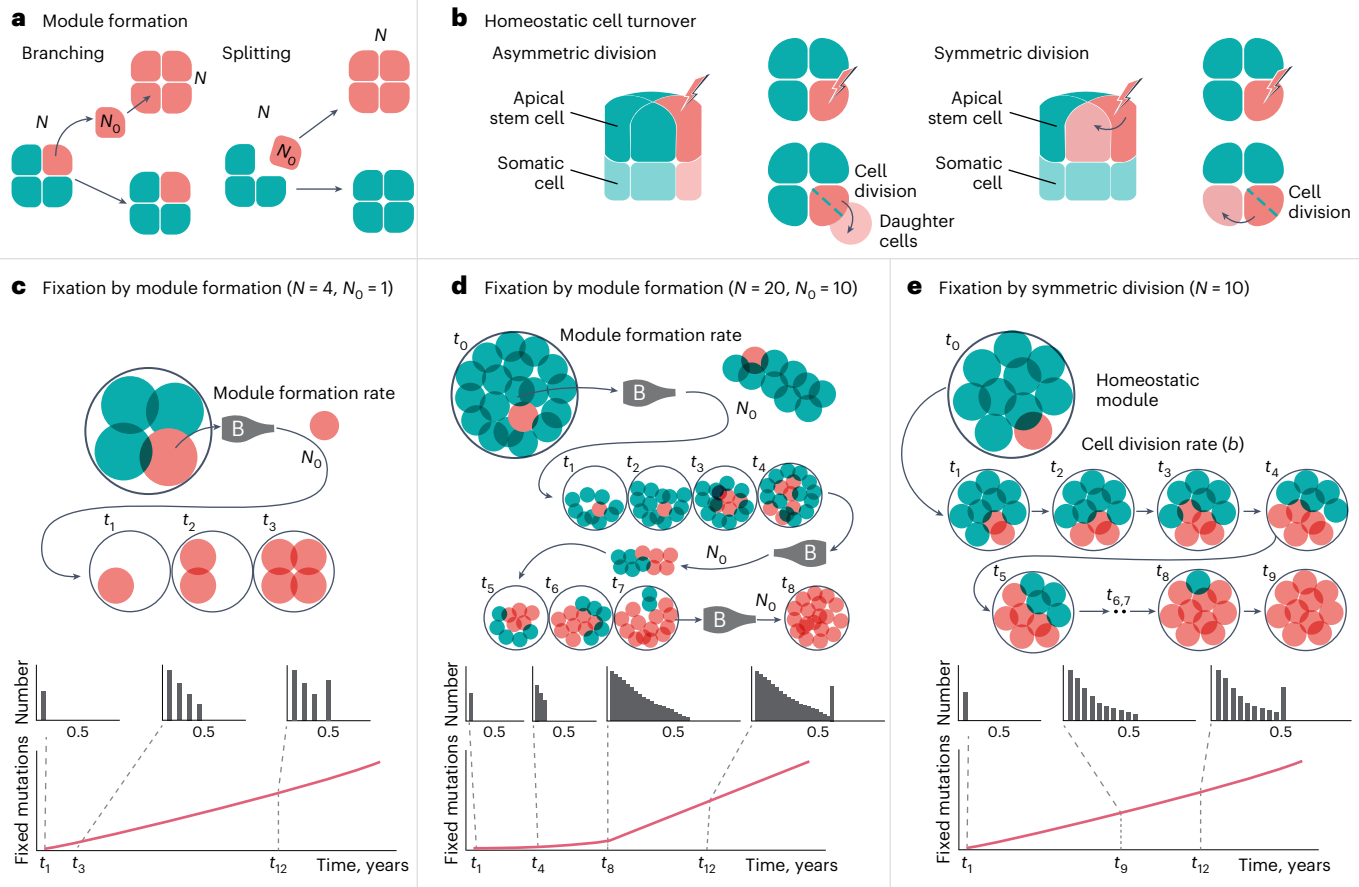 a Module formation
Branching
Splitting
N
N0
N
N
N0
N
b Homeostatic cell turnover
Asymmetric division
Apical
stem cell
Somatic
cell
Cell
division
Daughter
cells
Symmetric division
Apical
stem cell
Somatic
cell
Cell
division
c Fixation by module formation (N = 4, N0 = 1)
Module formation rate
B
N0
t1
t2
t3
Number
0.5
0.5
0.5
Fixed mutations
t1
t3
t12
Time, years
d Fixation by module formation (N = 20, N0 = 10)
t0
Module formation rate
B
N0
t1
t2
t3
t4
B
N0
t5
t6
t7
B
N0
t8
Number
0.5
0.5
0.5
0.5
Fixed mutations
t1
t4
t8
t12
Time, years
e Fixation by symmetric division (N = 10)
t0
Homeostatic
module
Cell division rate (b)
t1
t2
t3
t4
t5
t6,7
t8
t9
Number
0.5
0.5
0.5
Fixed mutations
t1
t9
t12
Time, years